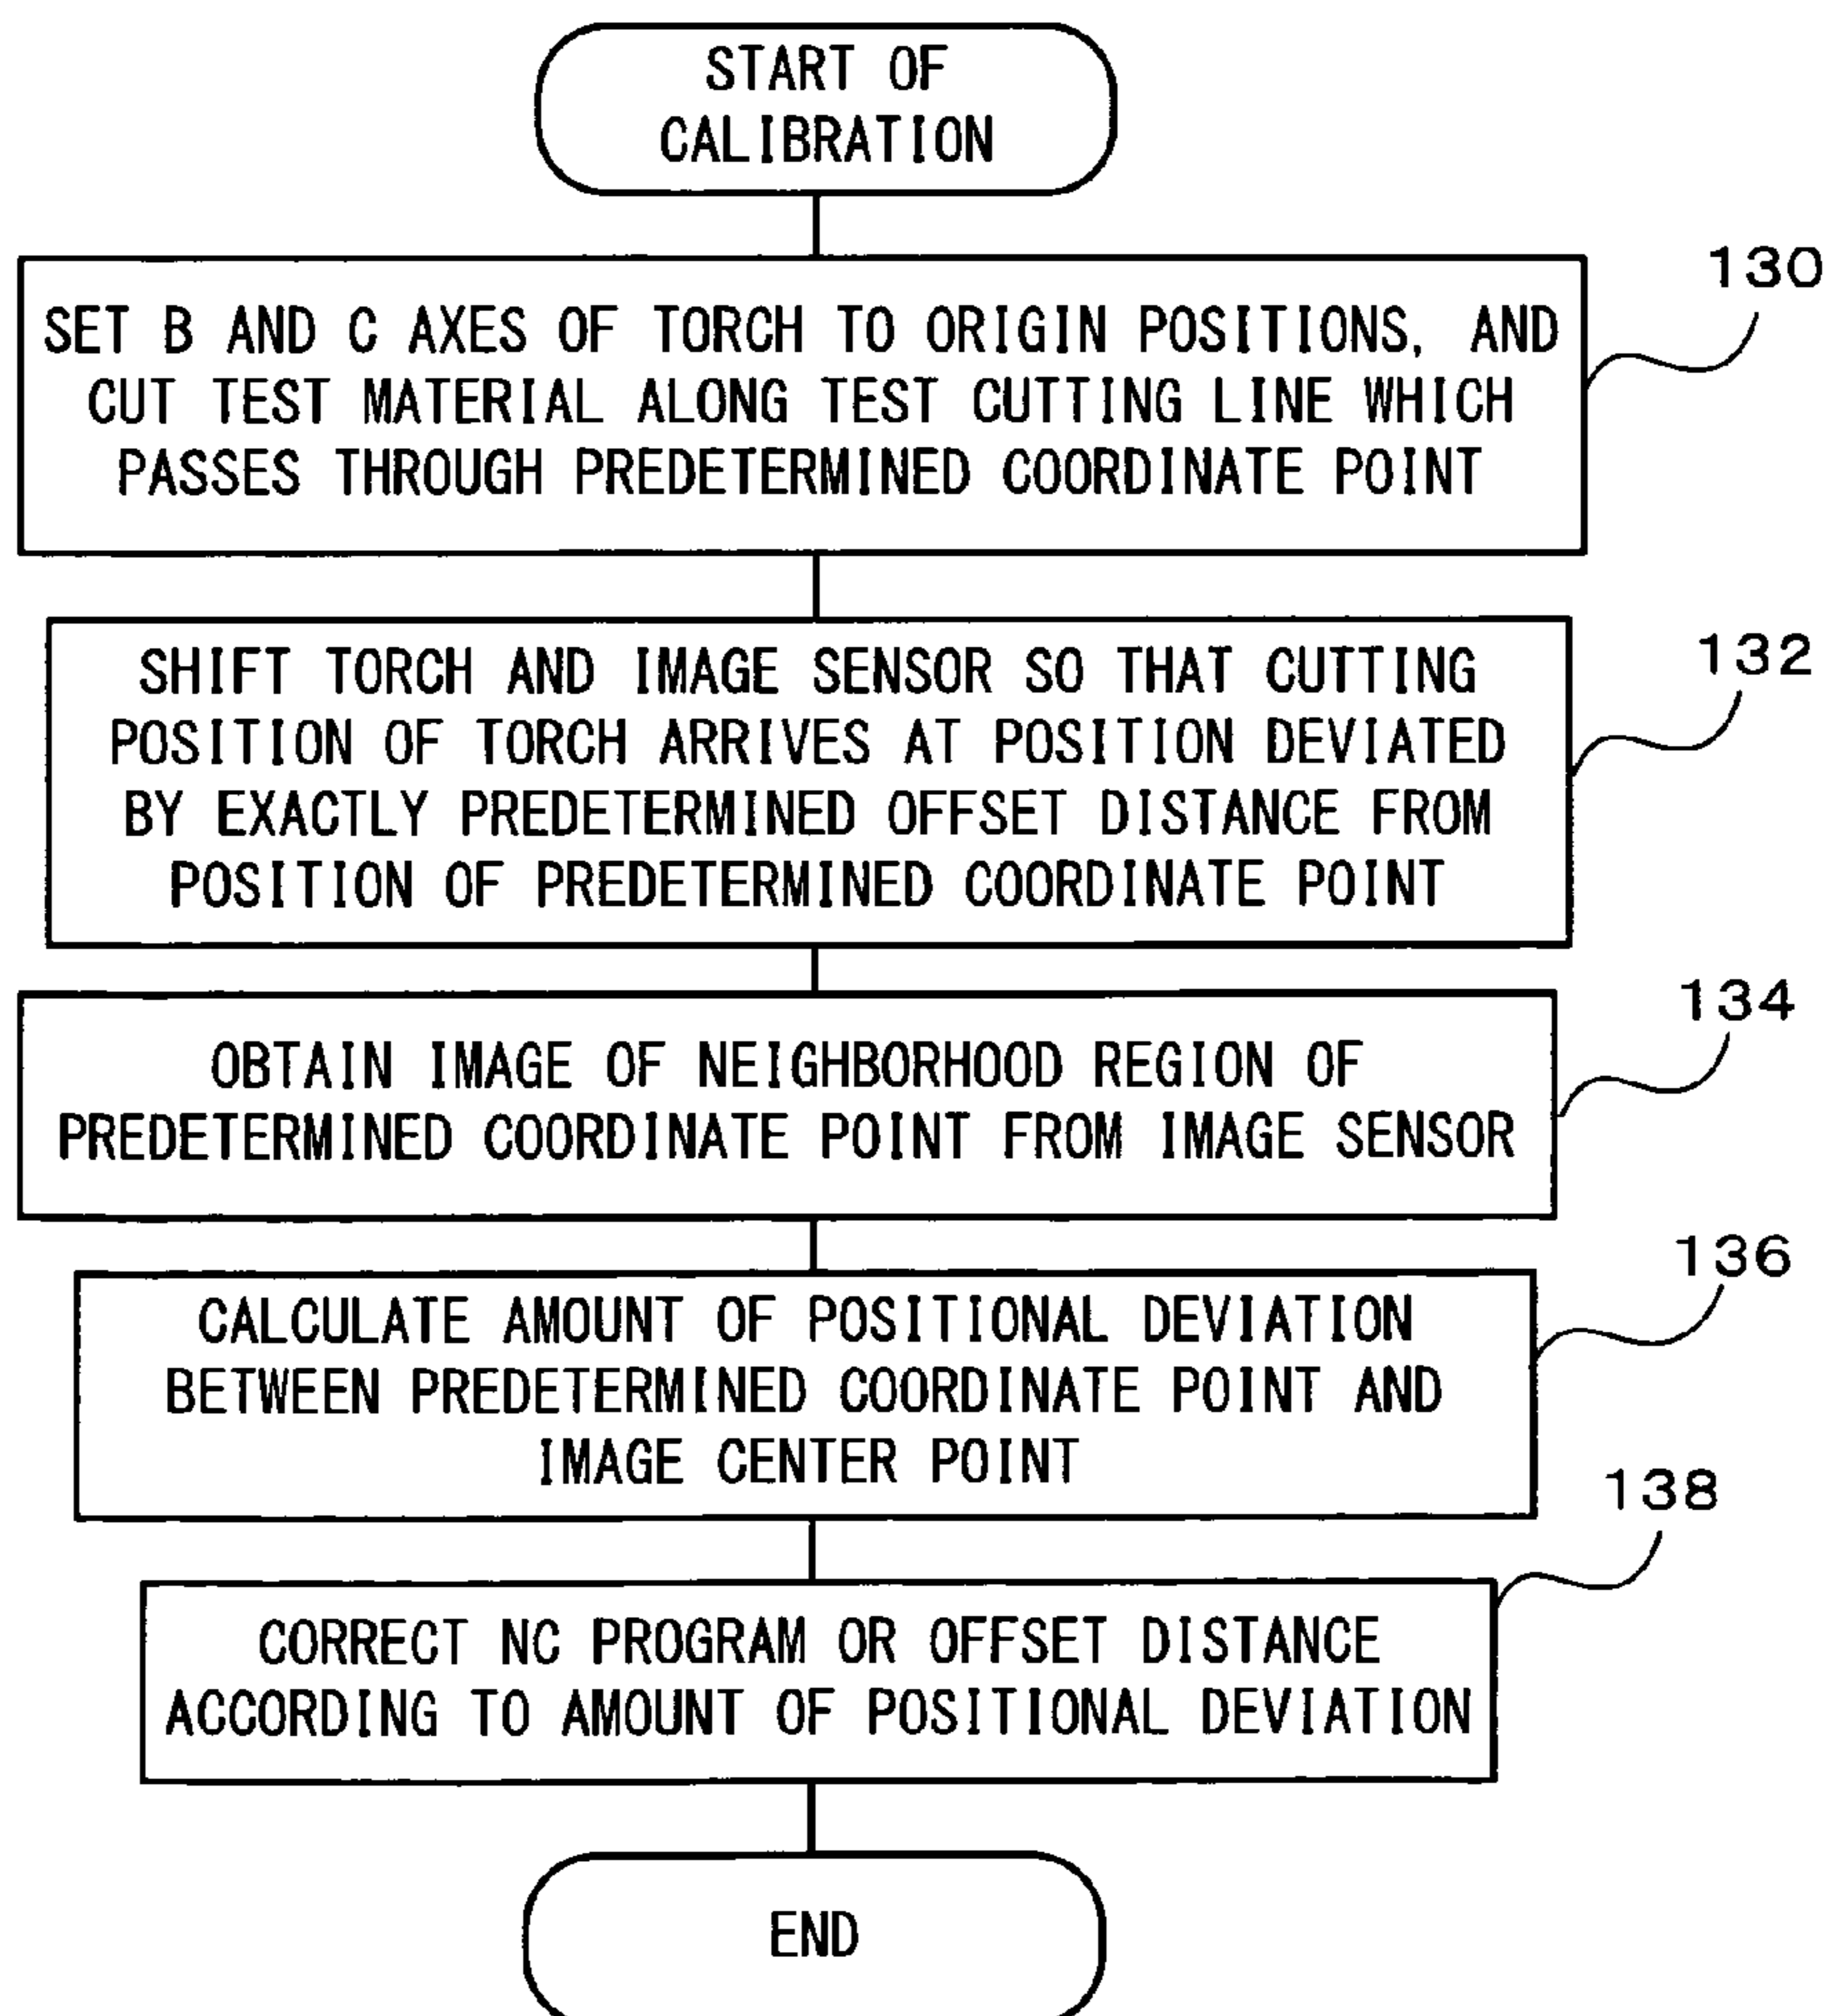 START OF
CALIBRATION
130
SET B AND C AXES OF TORCH TO ORIGIN POSITIONS, AND
CUT TEST MATERIAL ALONG TEST CUTTING LINE WHICH
PASSES THROUGH PREDETERMINED COORDINATE POINT
132
SHIFT TORCH AND IMAGE SENSOR SO THAT CUTTING
POSITION OF TORCH ARRIVES AT POSITION DEVIATED
BY EXACTLY PREDETERMINED OFFSET DISTANCE FROM
POSITION OF PREDETERMINED COORDINATE POINT
134
OBTAIN IMAGE OF NEIGHBORHOOD REGION OF
PREDETERMINED COORDINATE POINT FROM IMAGE SENSOR
136
CALCULATE AMOUNT OF POSITIONAL DEVIATION
BETWEEN PREDETERMINED COORDINATE POINT AND
IMAGE CENTER POINT
138
CORRECT NC PROGRAM OR OFFSET DISTANCE
ACCORDING TO AMOUNT OF POSITIONAL DEVIATION
END